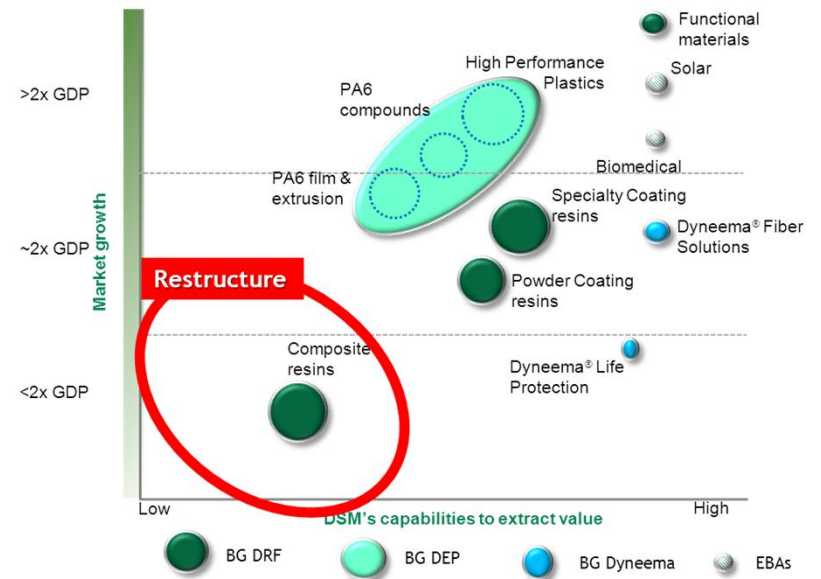 Functional
materials
High Performance
Plastics
Solar
>2x GDP
PA6
compounds
Biomedical
PA6 film &
extrusion
Specialty Coating
resins
Dyneema® Fiber
Solutions
~2x GDP
Market growth
Restructure
Powder Coating
resins
Composite
resins
Dyneema® Life
Protection
<2x GDP
Low
High
DSM's capabilities to extract value
BG DRF
BG DEP
BG Dyneema
EBAs